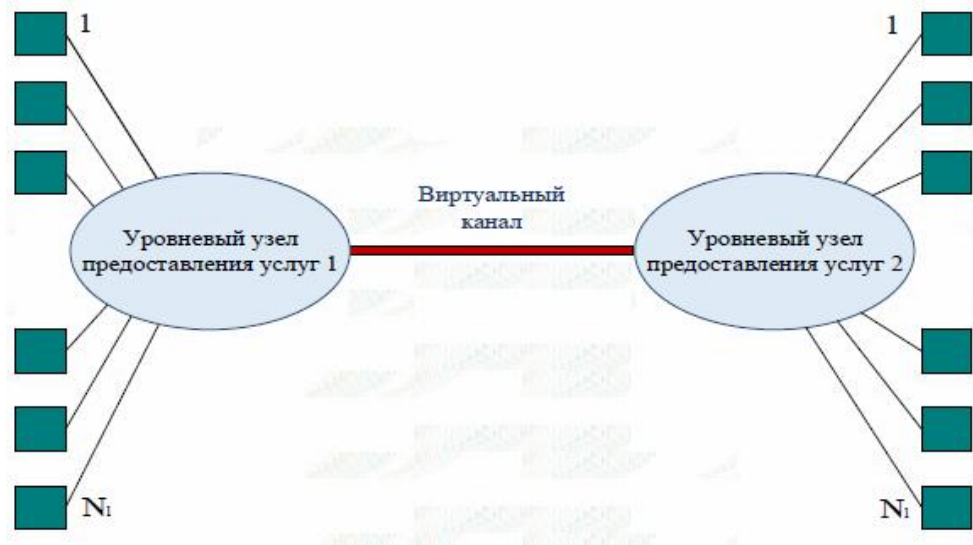 1
1
Виртуальный
канал
Уровневый узел
предоставления услуг 1
Уровневый узел
предоставления услуг 2
N₁
N₁